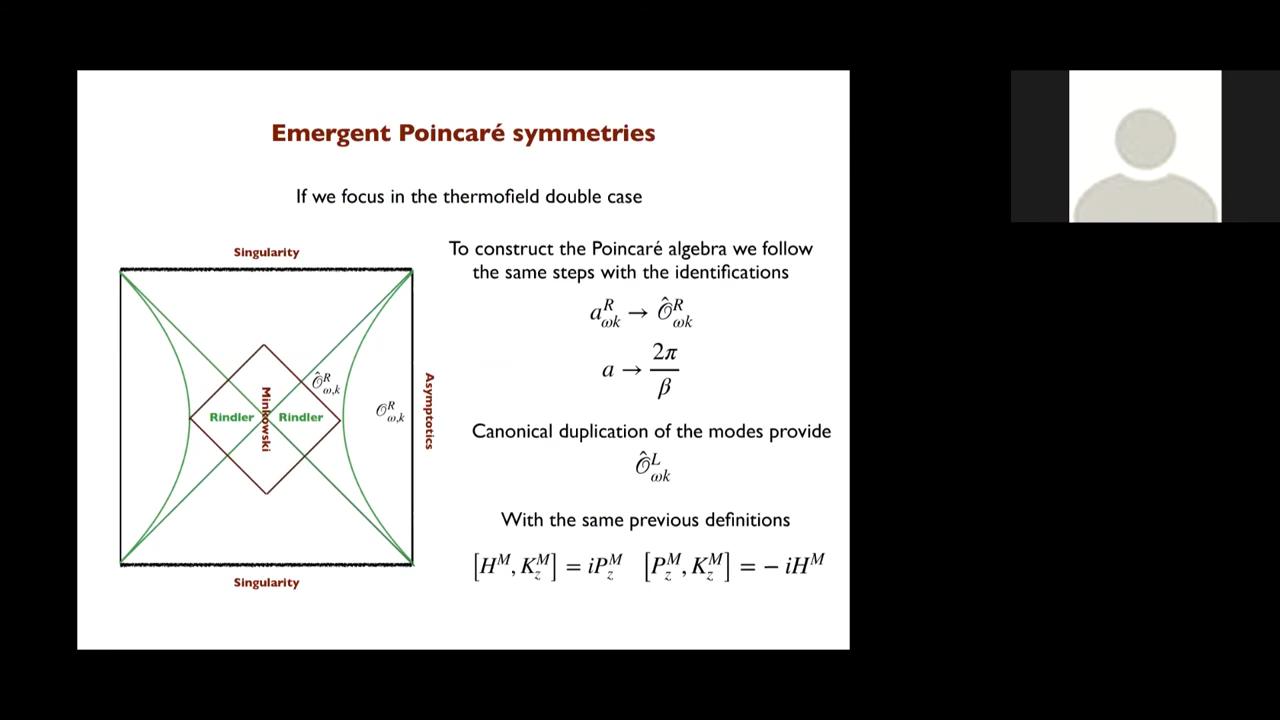 Emergent Poincaré symmetries
If we focus in the thermofield double case
Singularity
Rindler
Minkowski
Rindler
𝒪̂^R_{ω,k}
𝒪^R_{ω,k}
Asymptotics
Singularity
To construct the Poincaré algebra we follow
the same steps with the identifications
a^R_{ωk} → 𝒪̂^R_{ωk}
a → 2π/β
Canonical duplication of the modes provide
𝒪̂^L_{ωk}
With the same previous definitions
[H^M, K_z^M] = iP_z^M [P_z^M, K_z^M] = − iH^M